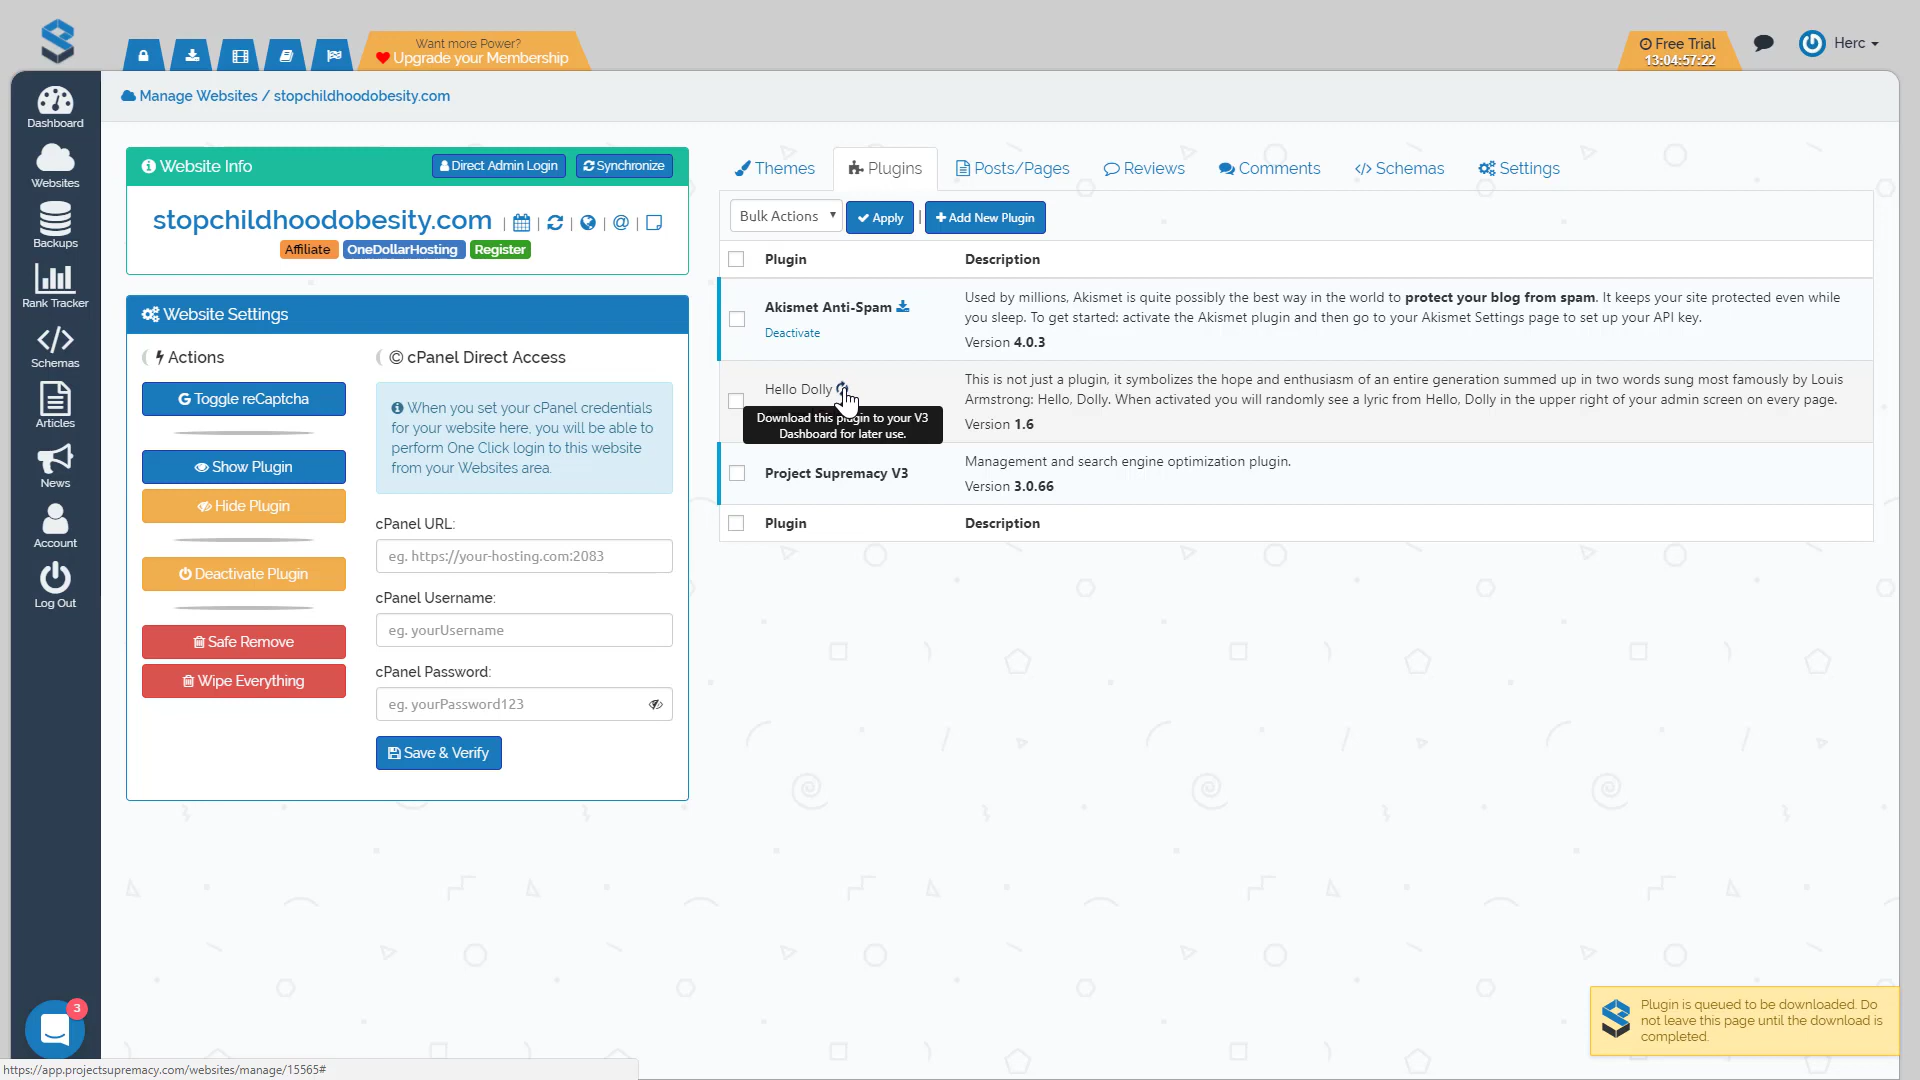 Want more Power?
Upgrade your Membership
Free Trial
13:04:57:22
Herc
Dashboard
Websites
Backups
Rank Tracker
Schemas
Articles
News
Account
Log Out
3
Manage Websites / stopchildhoodobesity.com
Website Info
Direct Admin Login
Synchronize
stopchildhoodobesity.com | | | |
Affiliate OneDollarHosting Register
Website Settings
Actions
Toggle reCaptcha
Show Plugin
Hide Plugin
Deactivate Plugin
Safe Remove
Wipe Everything
cPanel Direct Access
When you set your cPanel credentials
for your website here, you will be able to
perform One Click login to this website
from your Websites area.
cPanel URL:
eg. https://your-hosting.com:2083
cPanel Username:
eg. yourUsername
cPanel Password:
eg. yourPassword123
Save & Verify
Themes Plugins Posts/Pages Reviews Comments Schemas Settings
Bulk Actions Apply | Add New Plugin
Plugin Description
Akismet Anti-Spam
Deactivate
Used by millions, Akismet is quite possibly the best way in the world to protect your blog from spam. It keeps your site protected even while
you sleep. To get started: activate the Akismet plugin and then go to your Akismet Settings page to set up your API key.
Version 4.0.3
Hello Dolly
Download this plugin to your V3
Dashboard for later use.
This is not just a plugin, it symbolizes the hope and enthusiasm of an entire generation summed up in two words sung most famously by Louis
Armstrong: Hello, Dolly. When activated you will randomly see a lyric from Hello, Dolly in the upper right of your admin screen on every page.
Version 1.6
Project Supremacy V3
Management and search engine optimization plugin.
Version 3.0.66
Plugin Description
Plugin is queued to be downloaded. Do
not leave this page until the download is
completed.
https://app.projectsupremacy.com/websites/manage/15565#